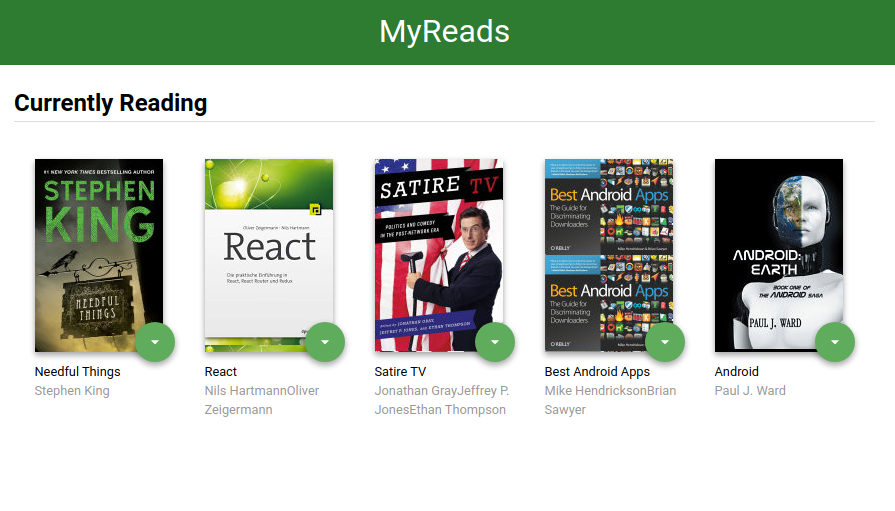 MyReads
Currently Reading
#1 NEW YORK TIMES BESTSELLING AUTHOR
STEPHEN
KING
NEEDFUL
THINGS
Needful Things
Stephen King
Oliver Zeigermann · Nils Hartmann
React
Die praktische Einführung in
React, React Router und Redux
React
Nils HartmannOliver
Zeigermann
SATIRE TV
POLITICS AND COMEDY
IN THE POST-NETWORK ERA
Edited by JONATHAN GRAY,
JEFFREY P. JONES, and ETHAN THOMPSON
Satire TV
Jonathan GrayJeffrey P.
JonesEthan Thompson
Best Android Apps
The Guide for
Discriminating
Downloaders
O'REILLY
Mike Hendrickson & Brian Sawyer
Best Android Apps
The Guide for
Discriminating
Downloaders
O'REILLY
Best Android Apps
Mike HendricksonBrian
Sawyer
ANDROID:
EARTH
BOOK ONE OF
THE ANDROID SAGA
PAUL J. WARD
Android
Paul J. Ward